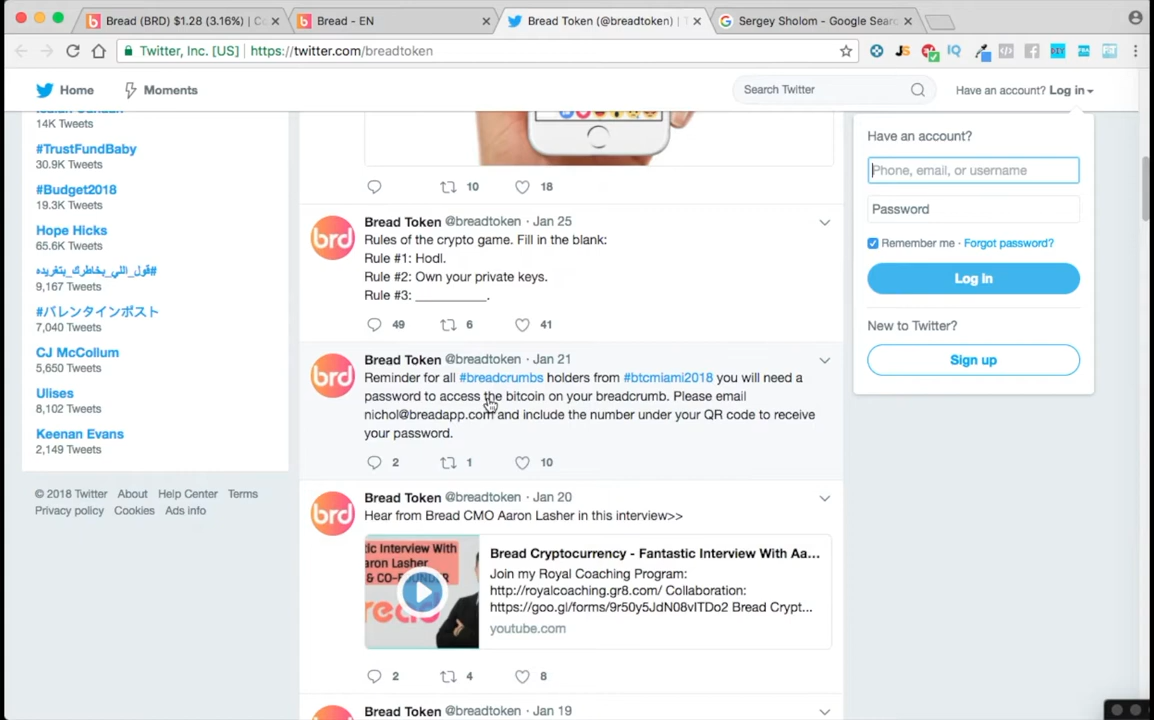 Bread (BRD) $1.28 (3.16%) | Co
Bread - EN
Bread Token (@breadtoken) | T
Sergey Sholom - Google Searc
Twitter, Inc. [US] | https://twitter.com/breadtoken
Home
Moments
Search Twitter
Have an account? Log in
14K Tweets
#TrustFundBaby
30.9K Tweets
#Budget2018
19.3K Tweets
Hope Hicks
65.6K Tweets
#قول_اللي_بخاطرك_بتغريده
9,167 Tweets
#バレンタインポスト
7,040 Tweets
CJ McCollum
5,650 Tweets
Ulises
8,102 Tweets
Keenan Evans
2,149 Tweets
© 2018 Twitter About Help Center Terms
Privacy policy Cookies Ads info
10 18
brd
Bread Token @breadtoken · Jan 25
Rules of the crypto game. Fill in the blank:
Rule #1: Hodl.
Rule #2: Own your private keys.
Rule #3: ___________.
49 6 41
brd
Bread Token @breadtoken · Jan 21
Reminder for all #breadcrumbs holders from #btcmiami2018 you will need a
password to access the bitcoin on your breadcrumb. Please email
nichol@breadapp.com and include the number under your QR code to receive
your password.
2 1 10
brd
Bread Token @breadtoken · Jan 20
Hear from Bread CMO Aaron Lasher in this interview>>
tic Interview With
aron Lasher
& CO-FOUNDER
bread
Bread Cryptocurrency - Fantastic Interview With Aa...
Join my Royal Coaching Program:
http://royalcoaching.gr8.com/ Collaboration:
https://goo.gl/forms/9r50y5JdN08vITDo2 Bread Crypt...
youtube.com
2 4 8
Bread Token @breadtoken · Jan 19
Have an account?
Phone, email, or username
Password
Remember me · Forgot password?
Log in
New to Twitter?
Sign up